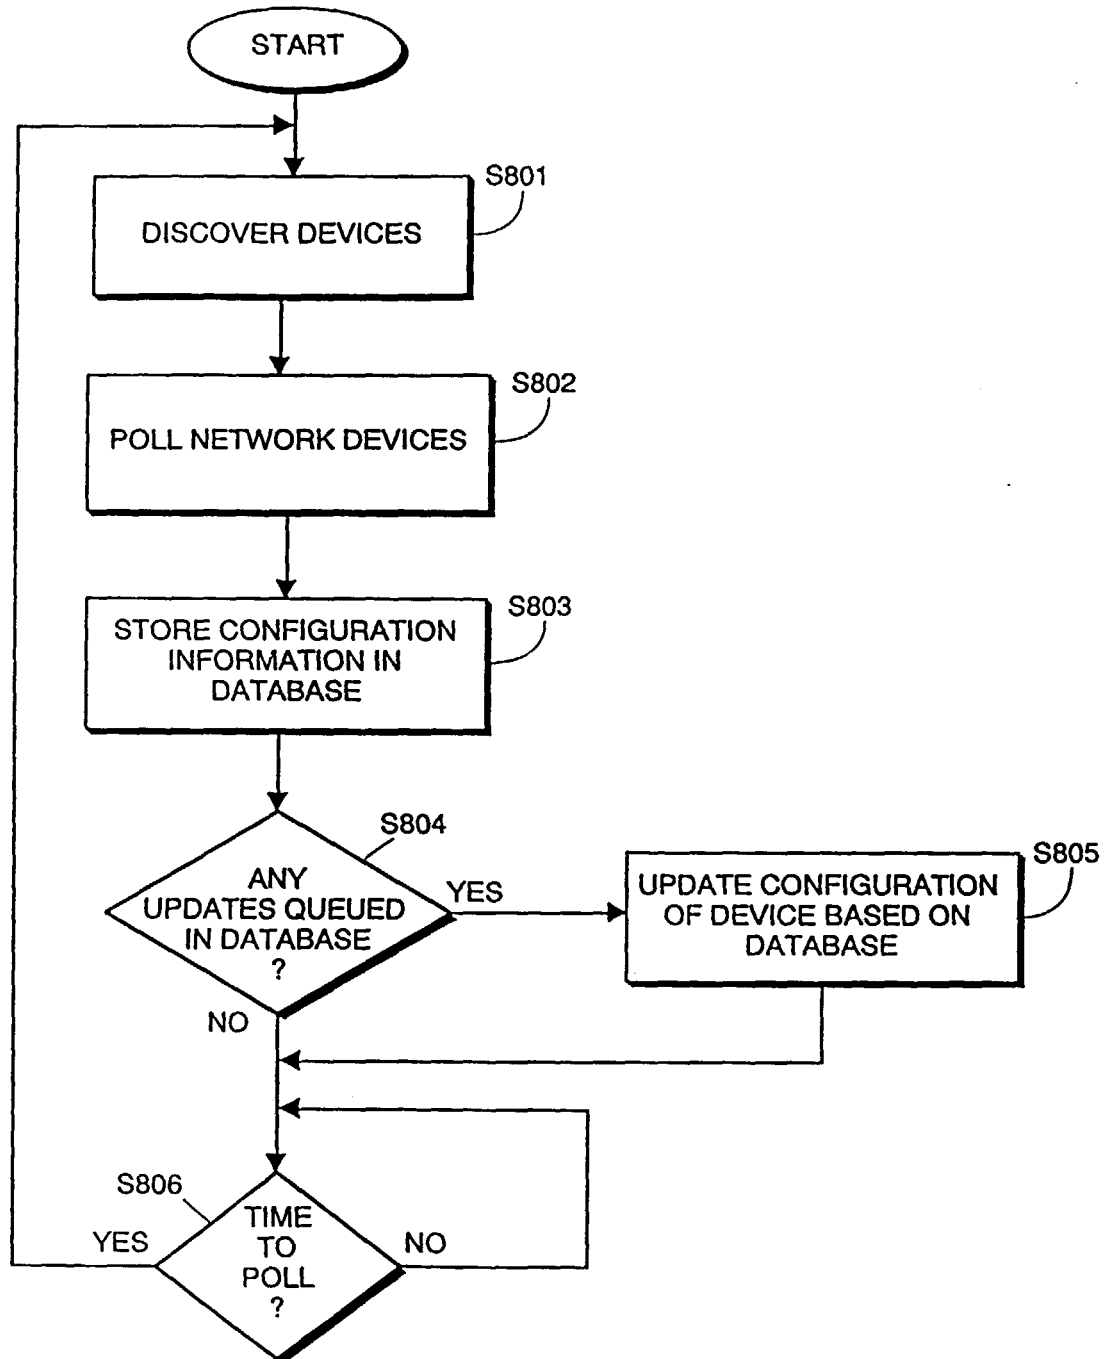 START
S801
DISCOVER DEVICES
S802
POLL NETWORK DEVICES
S803
STORE CONFIGURATION
INFORMATION IN
DATABASE
S804
ANY
UPDATES QUEUED
IN DATABASE
?
YES
NO
S805
UPDATE CONFIGURATION
OF DEVICE BASED ON
DATABASE
S806
TIME
TO
POLL
?
YES
NO